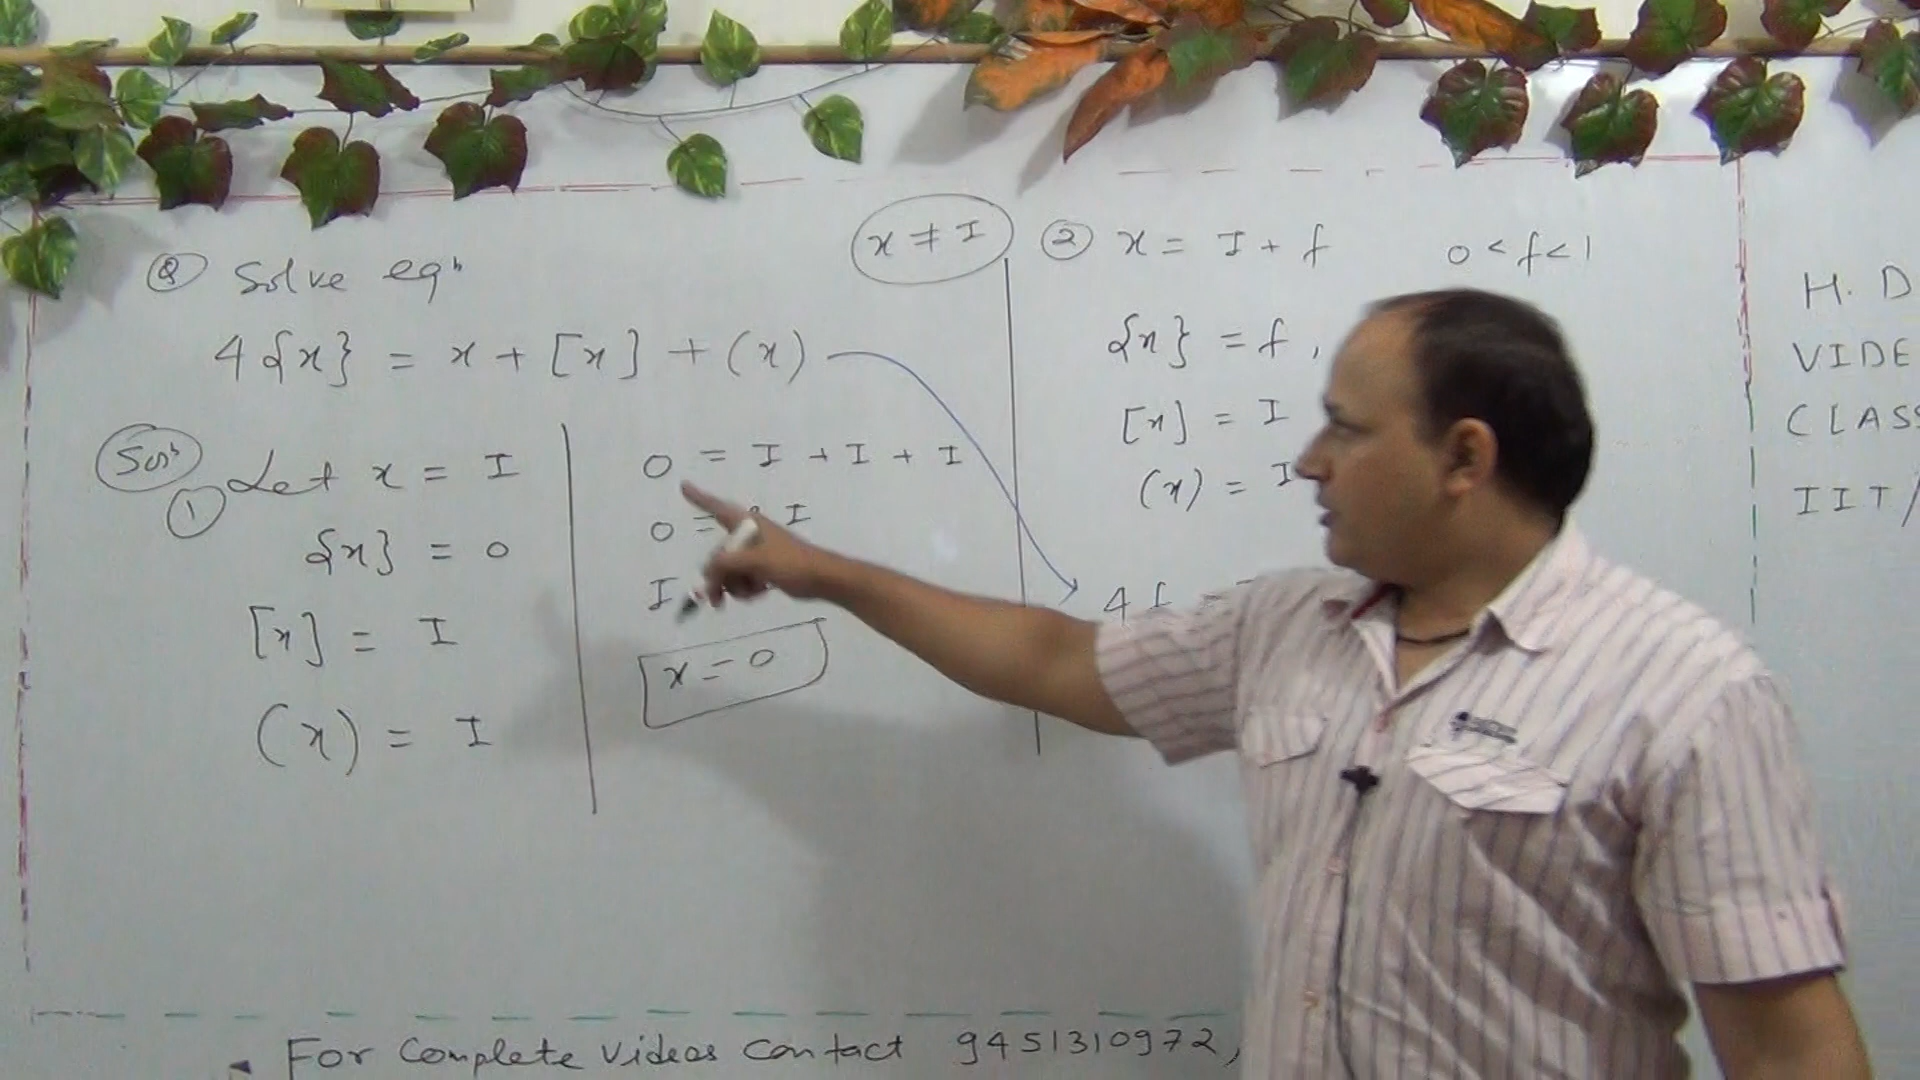 Q Solve eqn
4{x} = x + [x] + (x)
Soln Let x = I
1
{x} = 0
[x] = I
(x) = I
0 = I + I + I
0 = I
I
x = 0
x ≠ I
2 x = I + f 0 < f < 1
{x} = f ,
[x] = I
(x) = I
4f
H. D
VIDE
CLASS
IIT/
For Complete Videos Contact 9451310972,